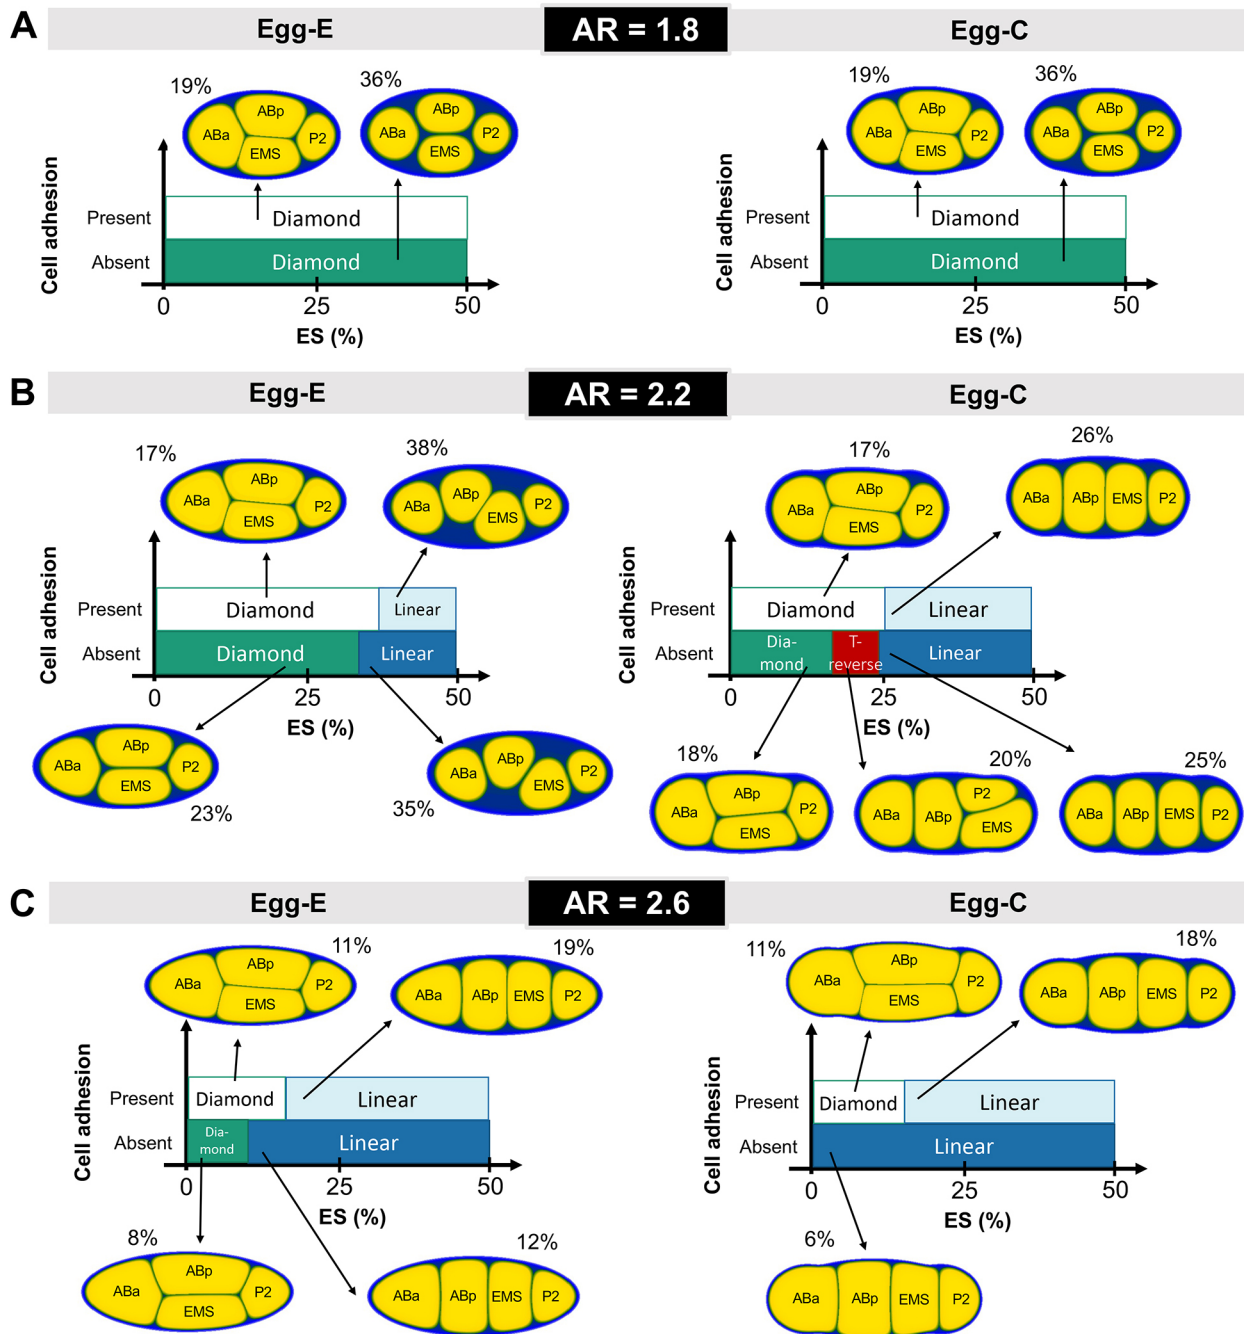 A
Egg-E
AR = 1.8
Egg-C
19%
36%
ABa
ABp
EMS
P2
ABa
ABp
EMS
P2
Cell adhesion
Present
Diamond
Absent
Diamond
0
25
50
ES (%)
19%
36%
ABa
ABp
EMS
P2
ABa
ABp
EMS
P2
Cell adhesion
Present
Diamond
Absent
Diamond
0
25
50
ES (%)
B
Egg-E
AR = 2.2
Egg-C
17%
38%
ABa
ABp
EMS
P2
ABa
ABp
EMS
P2
Cell adhesion
Present
Diamond
Linear
Absent
Diamond
Linear
0
25
50
ES (%)
ABa
ABp
EMS
P2
23%
ABa
ABp
EMS
P2
35%
17%
26%
ABa
ABp
EMS
P2
ABa
ABp
EMS
P2
Cell adhesion
Present
Diamond
Linear
Absent
Dia-
mond
T-
reverse
Linear
0
25
50
ES (%)
18%
20%
25%
ABa
ABp
EMS
P2
ABa
ABp
P2
EMS
ABa
ABp
EMS
P2
C
Egg-E
AR = 2.6
Egg-C
11%
19%
ABa
ABp
EMS
P2
ABa
ABp
EMS
P2
Cell adhesion
Present
Diamond
Linear
Absent
Dia-
mond
Linear
0
25
50
ES (%)
8%
12%
ABa
ABp
EMS
P2
ABa
ABp
EMS
P2
11%
18%
ABa
ABp
EMS
P2
ABa
ABp
EMS
P2
Cell adhesion
Present
Diamond
Linear
Absent
Linear
0
25
50
ES (%)
6%
ABa
ABp
EMS
P2